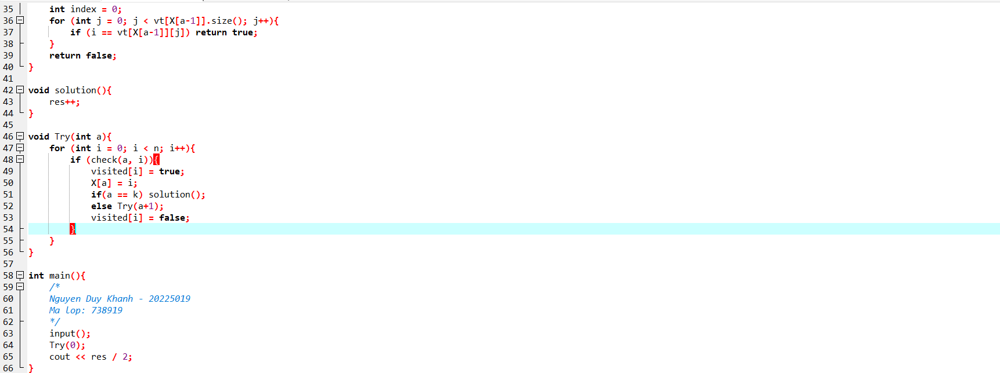 35 int index = 0;
36 for (int j = 0; j < vt[X[a-1]].size(); j++){
37 if (i == vt[X[a-1]][j]) return true;
38 }
39 return false;
40 }
41
42 void solution(){
43 res++;
44 }
45
46 void Try(int a){
47 for (int i = 0; i < n; i++){
48 if (check(a, i)){
49 visited[i] = true;
50 X[a] = i;
51 if(a == k) solution();
52 else Try(a+1);
53 visited[i] = false;
54 }
55 }
56 }
57
58 int main(){
59 /*
60 Nguyen Duy Khanh - 20225019
61 Ma lop: 738919
62 */
63 input();
64 Try(0);
65 cout << res / 2;
66 }